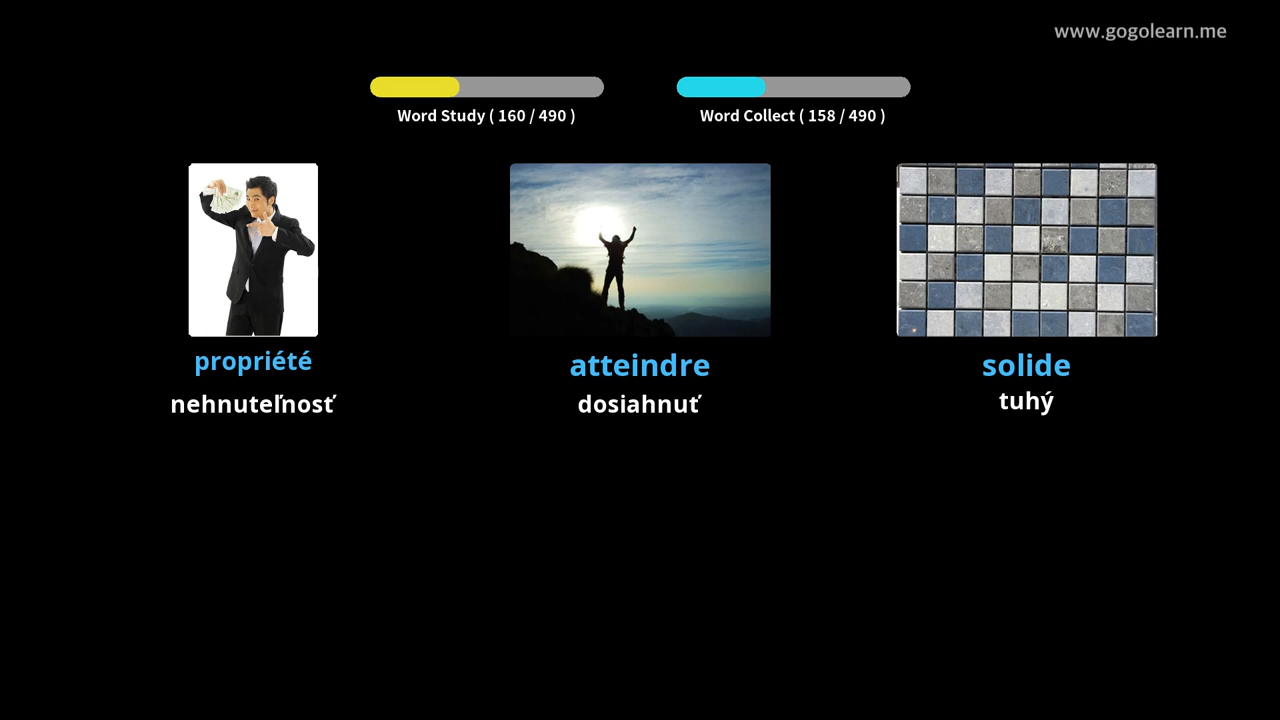 www.gogolearn.me
Word Study ( 160 / 490 )
Word Collect ( 158 / 490 )
propriété
atteindre
solide
nehnuteľnosť
dosiahnuť
tuhý